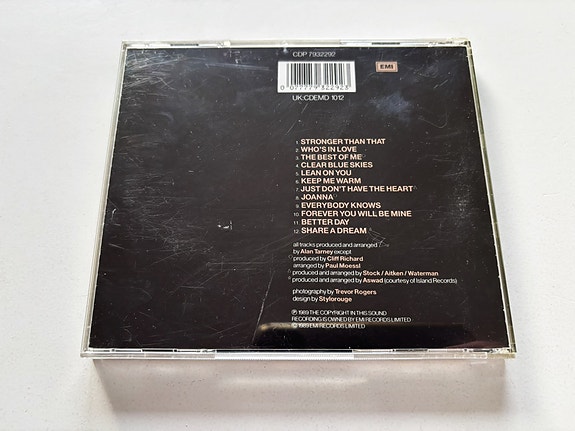 CDP 7932292
EMI
0 077779 322923
UK:CDEMD 1012
1. STRONGER THAN THAT
2. WHO'S IN LOVE
3. THE BEST OF ME
4. CLEAR BLUE SKIES
5. LEAN ON YOU
6. KEEP ME WARM
7. JUST DON'T HAVE THE HEART
8. JOANNA
9. EVERYBODY KNOWS
10. FOREVER YOU WILL BE MINE
11. BETTER DAY
12. SHARE A DREAM
all tracks produced and arranged
by Alan Tarney except
produced by Cliff Richard
arranged by Paul Moessl
produced and arranged by Stock / Aitken / Waterman
produced and arranged by Aswad (courtesy of Island Records)
photography by Trevor Rogers
design by Stylorouge
℗ 1989 THE COPYRIGHT IN THIS SOUND
RECORDING IS OWNED BY EMI RECORDS LIMITED
© 1989 EMI RECORDS LIMITED